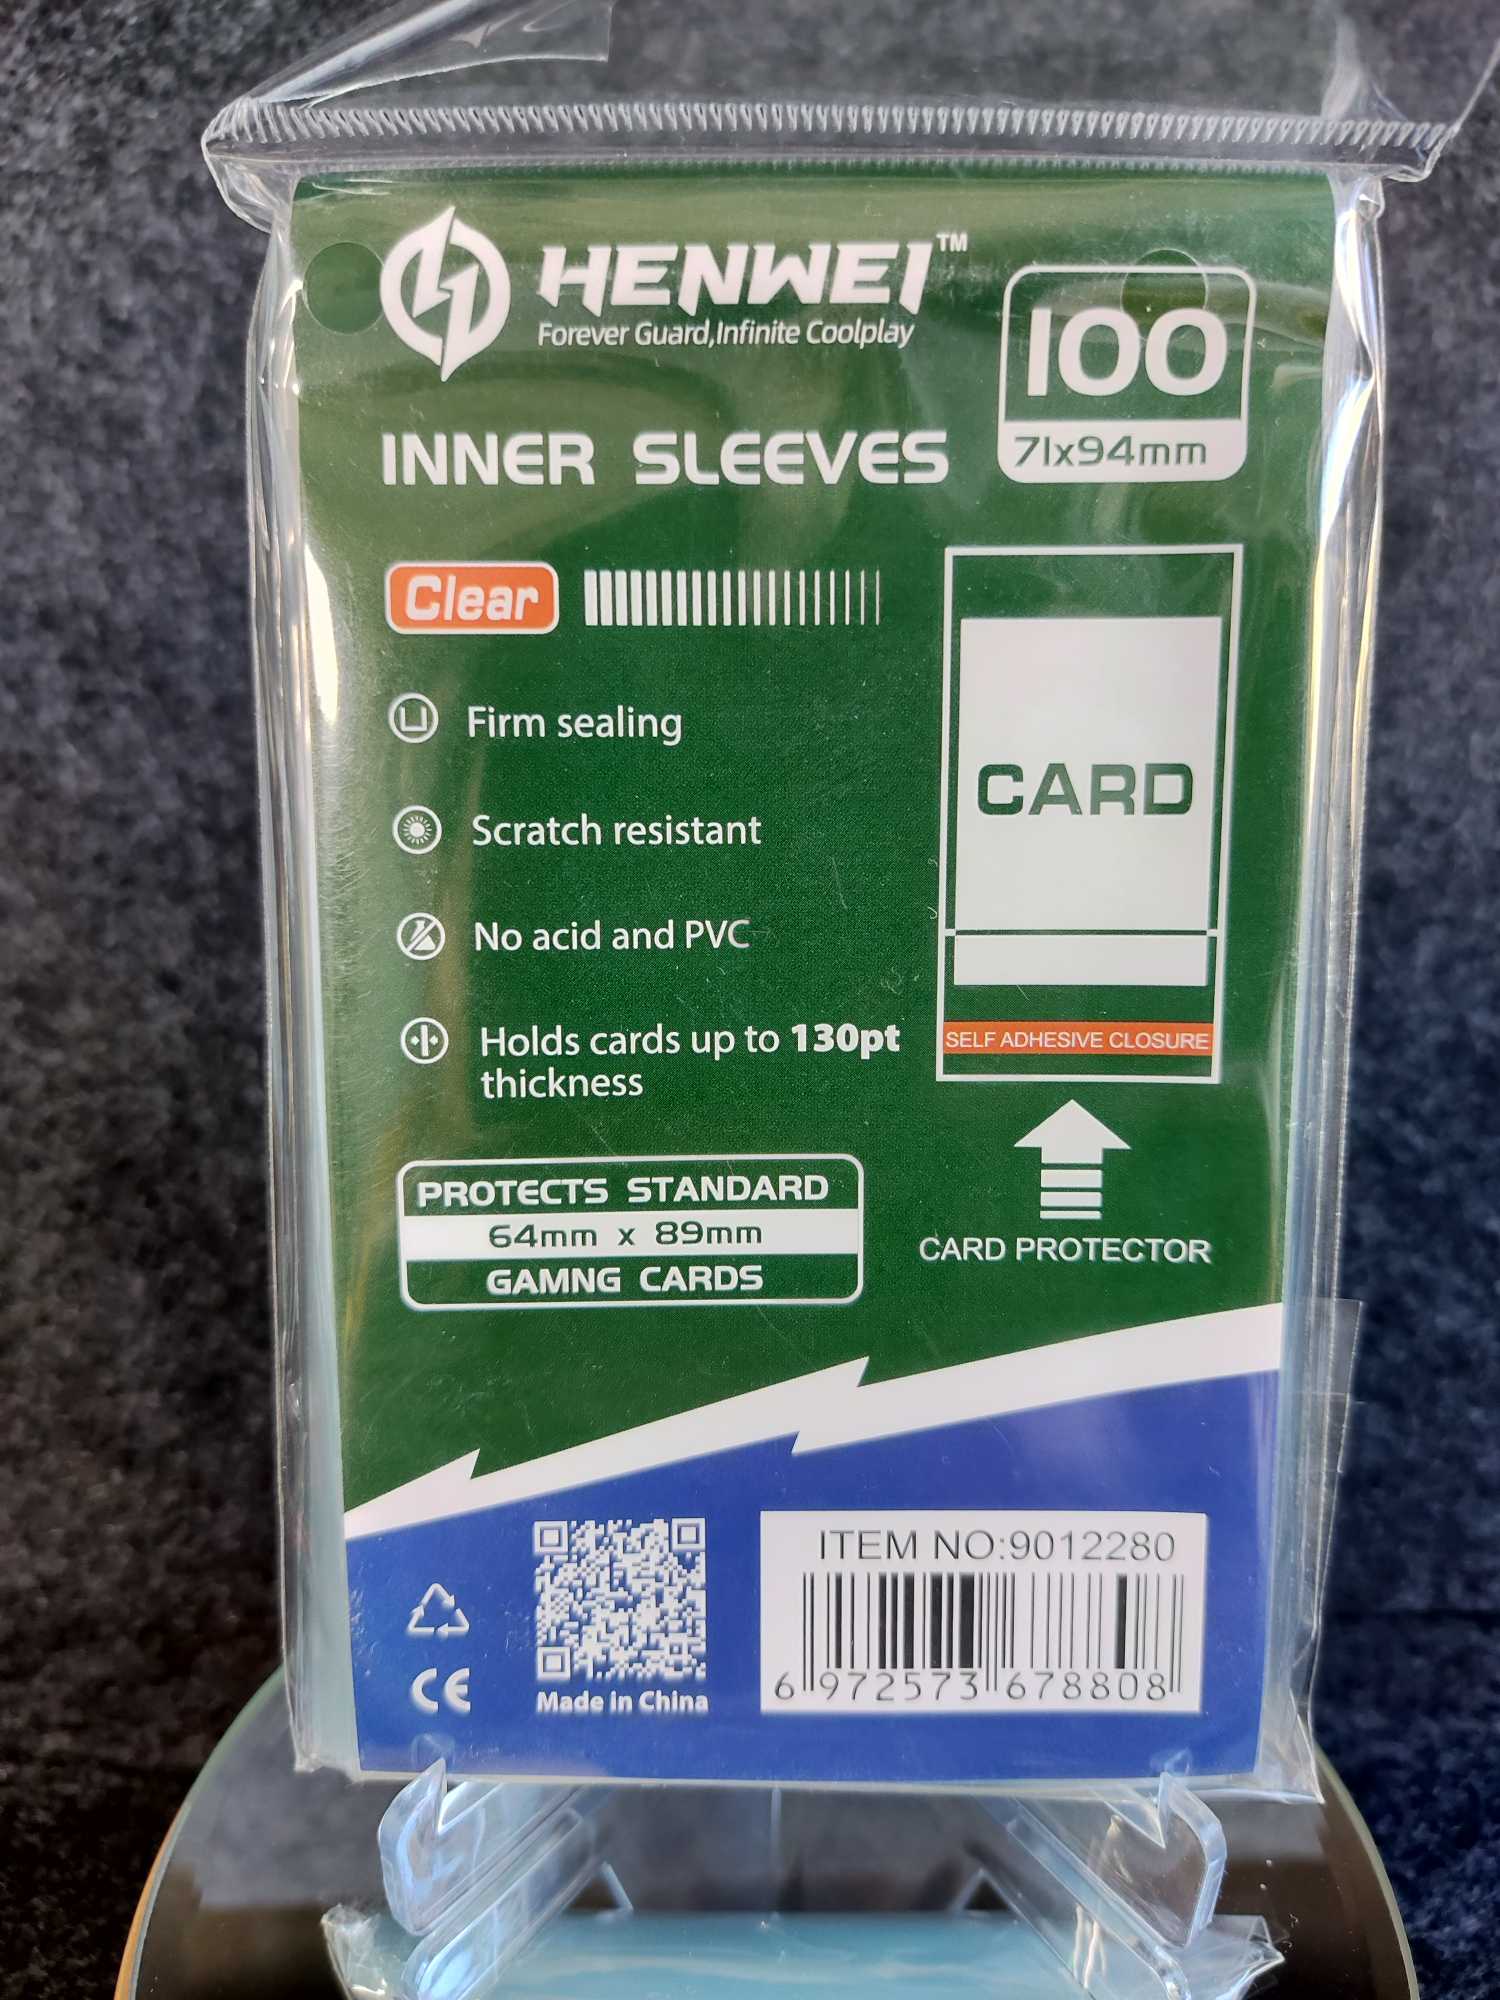 HENWEI™
Forever Guard,Infinite Coolplay
100
71x94mm
INNER SLEEVES
Clear
Firm sealing
Scratch resistant
No acid and PVC
Holds cards up to 130pt
thickness
CARD
SELF ADHESIVE CLOSURE
CARD PROTECTOR
PROTECTS STANDARD
64mm x 89mm
GAMNG CARDS
CE
Made in China
ITEM NO:9012280
6 972573 678808